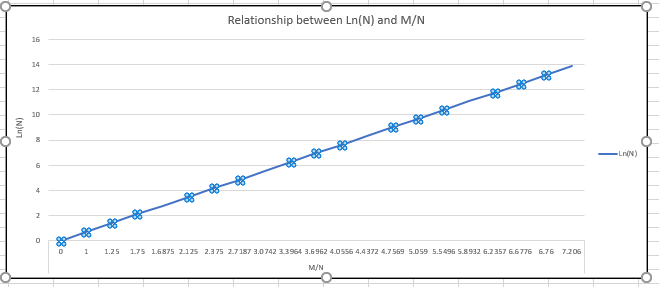 Relationship between Ln(N) and M/N
16
14
12
10
8
6
4
2
0
Ln(N)
0 1 1.25 1.75 1.6875 2.125 2.375 2.7187 3.0742 3.3964 3.6962 4.0556 4.4372 4.7569 5.059 5.5496 5.8932 6.2357 6.6776 6.76 7.206
M/N
Ln(N)